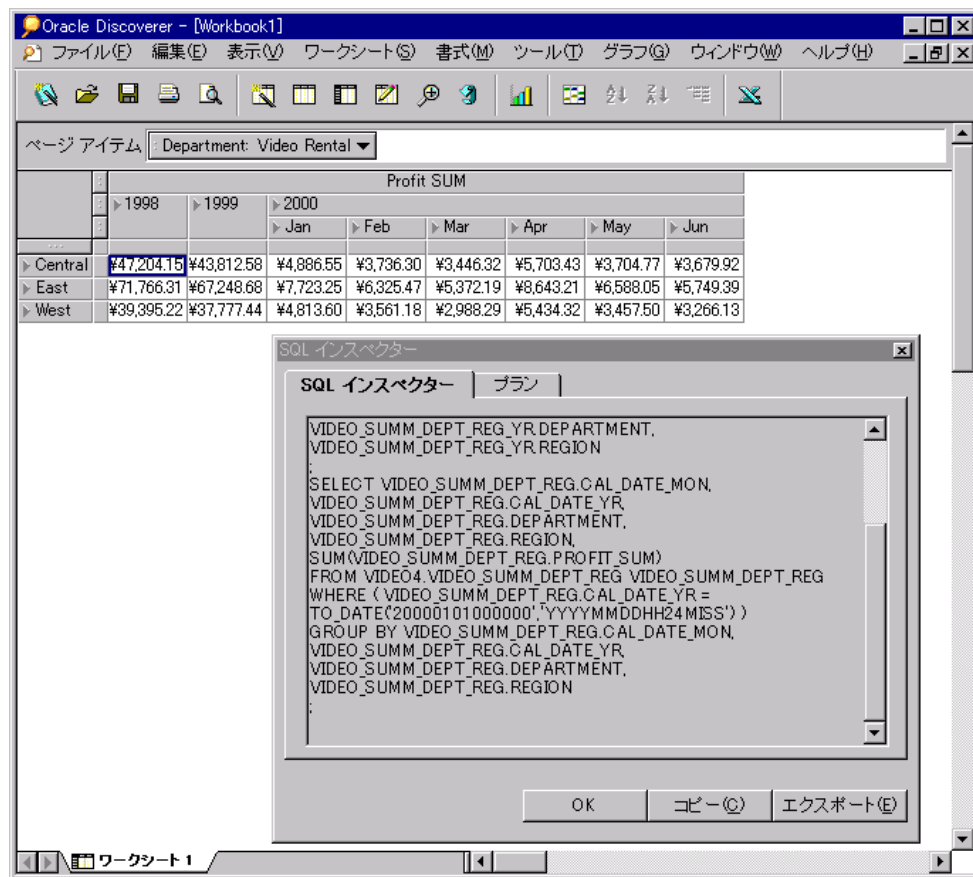 Oracle Discoverer - [Workbook1]
ファイル(F) 編集(E) 表示(V) ワークシート(S) 書式(M) ツール(T) グラフ(G) ウィンドウ(W) ヘルプ(H)
ページ アイテム Department: Video Rental
Profit SUM
1998 1999 2000
Jan Feb Mar Apr May Jun
Central ¥47,204.15 ¥43,812.58 ¥4,886.55 ¥3,736.30 ¥3,446.32 ¥5,703.43 ¥3,704.77 ¥3,679.92
East ¥71,766.31 ¥67,248.68 ¥7,723.25 ¥6,325.47 ¥5,372.19 ¥8,643.21 ¥6,588.05 ¥5,749.39
West ¥39,395.22 ¥37,777.44 ¥4,813.60 ¥3,561.18 ¥2,988.29 ¥5,434.32 ¥3,457.50 ¥3,266.13
SQL インスペクター
SQL インスペクター プラン
VIDEO_SUMM_DEPT_REG_YR.DEPARTMENT,
VIDEO_SUMM_DEPT_REG_YR.REGION
;
SELECT VIDEO_SUMM_DEPT_REG.CAL_DATE_MON,
VIDEO_SUMM_DEPT_REG.CAL_DATE_YR,
VIDEO_SUMM_DEPT_REG.DEPARTMENT,
VIDEO_SUMM_DEPT_REG.REGION,
SUM(VIDEO_SUMM_DEPT_REG.PROFIT_SUM)
FROM VIDEO4.VIDEO_SUMM_DEPT_REG VIDEO_SUMM_DEPT_REG
WHERE ( VIDEO_SUMM_DEPT_REG.CAL_DATE_YR =
TO_DATE('20000101000000','YYYYMMDDHH24MISS') )
GROUP BY VIDEO_SUMM_DEPT_REG.CAL_DATE_MON,
VIDEO_SUMM_DEPT_REG.CAL_DATE_YR,
VIDEO_SUMM_DEPT_REG.DEPARTMENT,
VIDEO_SUMM_DEPT_REG.REGION
;
OK コピー(C) エクスポート(E)
ワークシート 1